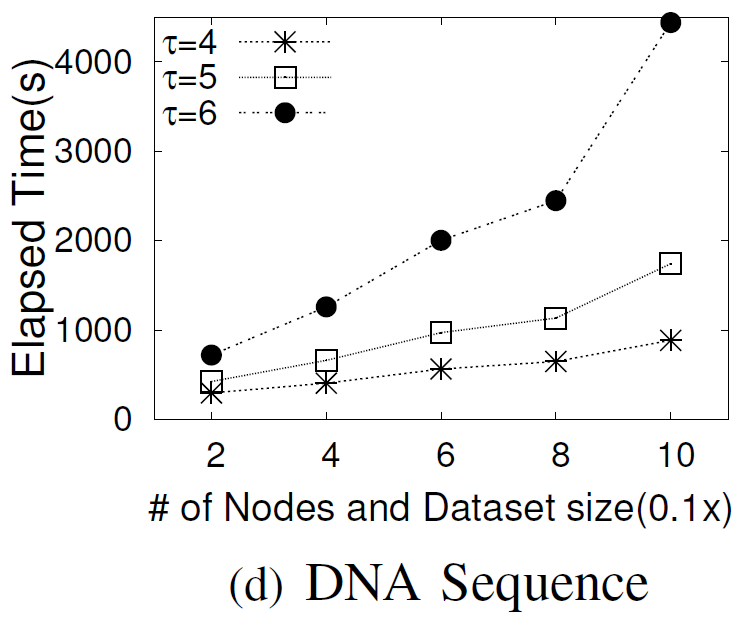 τ=4
τ=5
τ=6
Elapsed Time(s)
4000
3000
2000
1000
0
2 4 6 8 10
# of Nodes and Dataset size(0.1x)
(d) DNA Sequence